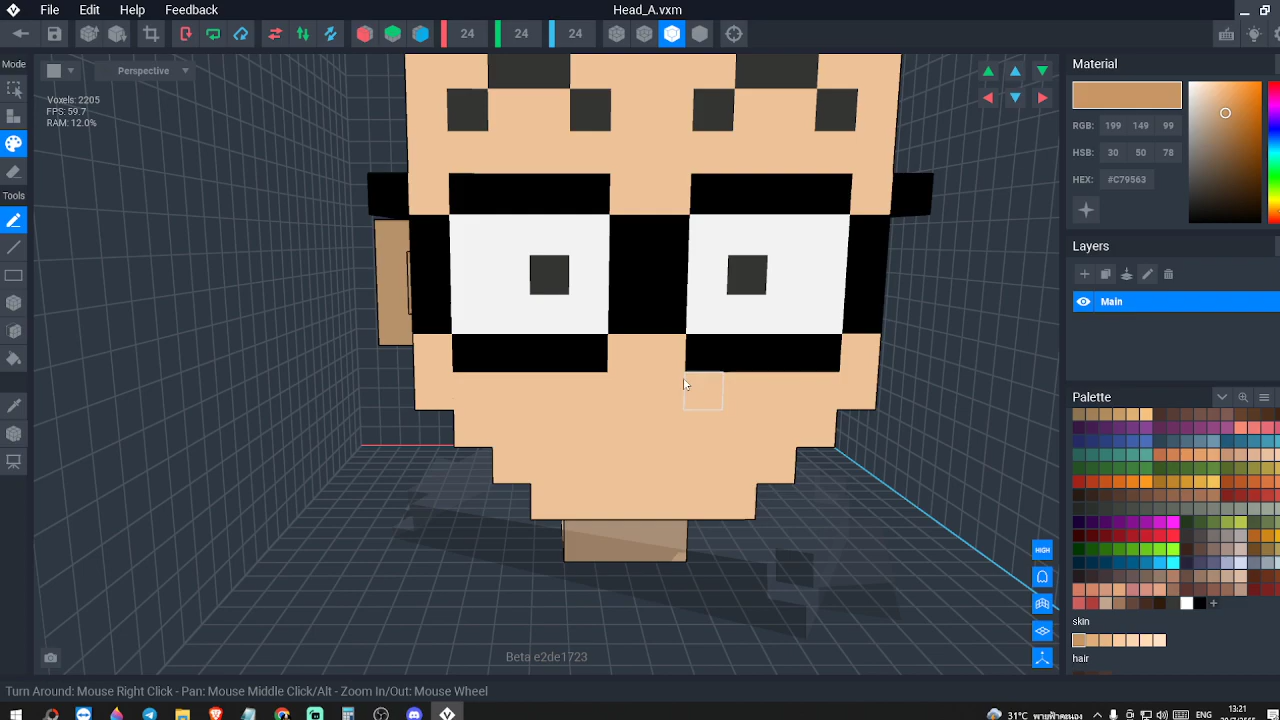 File Edit Help Feedback Head_A.vxm
24 24 24
Mode
Perspective
Voxels: 2205
FPS: 59.7
RAM: 12.0%
Tools
Material
RGB: 199 149 99
HSB: 30 50 78
HEX: #C79563
Layers
Main
Palette
HIGH
skin
hair
Beta e2de1723
Turn Around: Mouse Right Click - Pan: Mouse Middle Click/Alt - Zoom In/Out: Mouse Wheel
13:21
31°C ENG